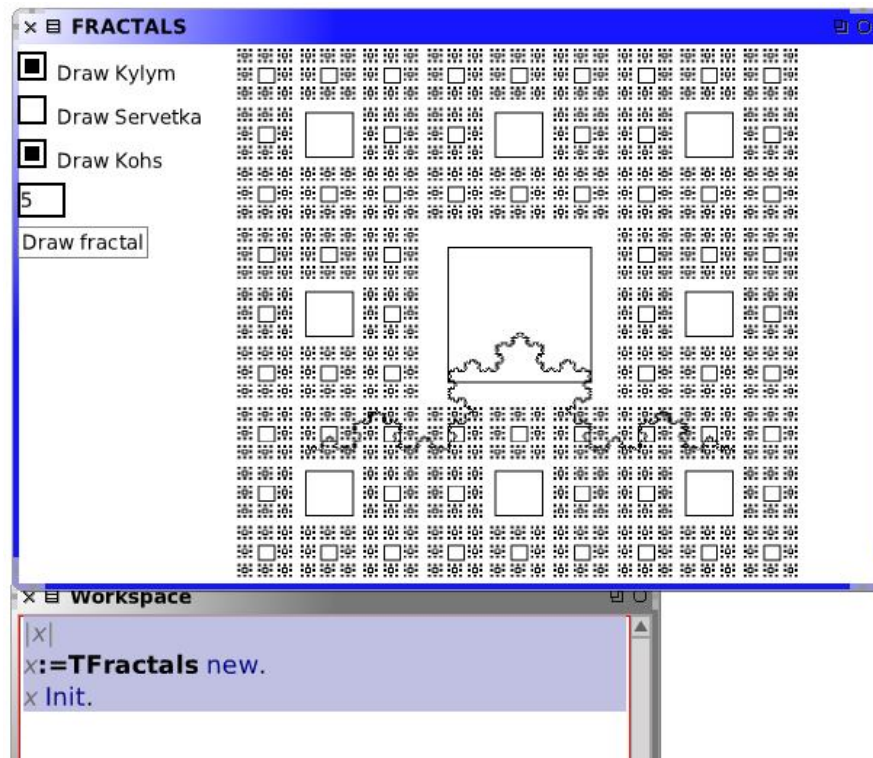 FRACTALS
Draw Kylym
Draw Servetka
Draw Kohs
5
Draw fractal
Workspace
|x|
x:=TFractals new.
x Init.